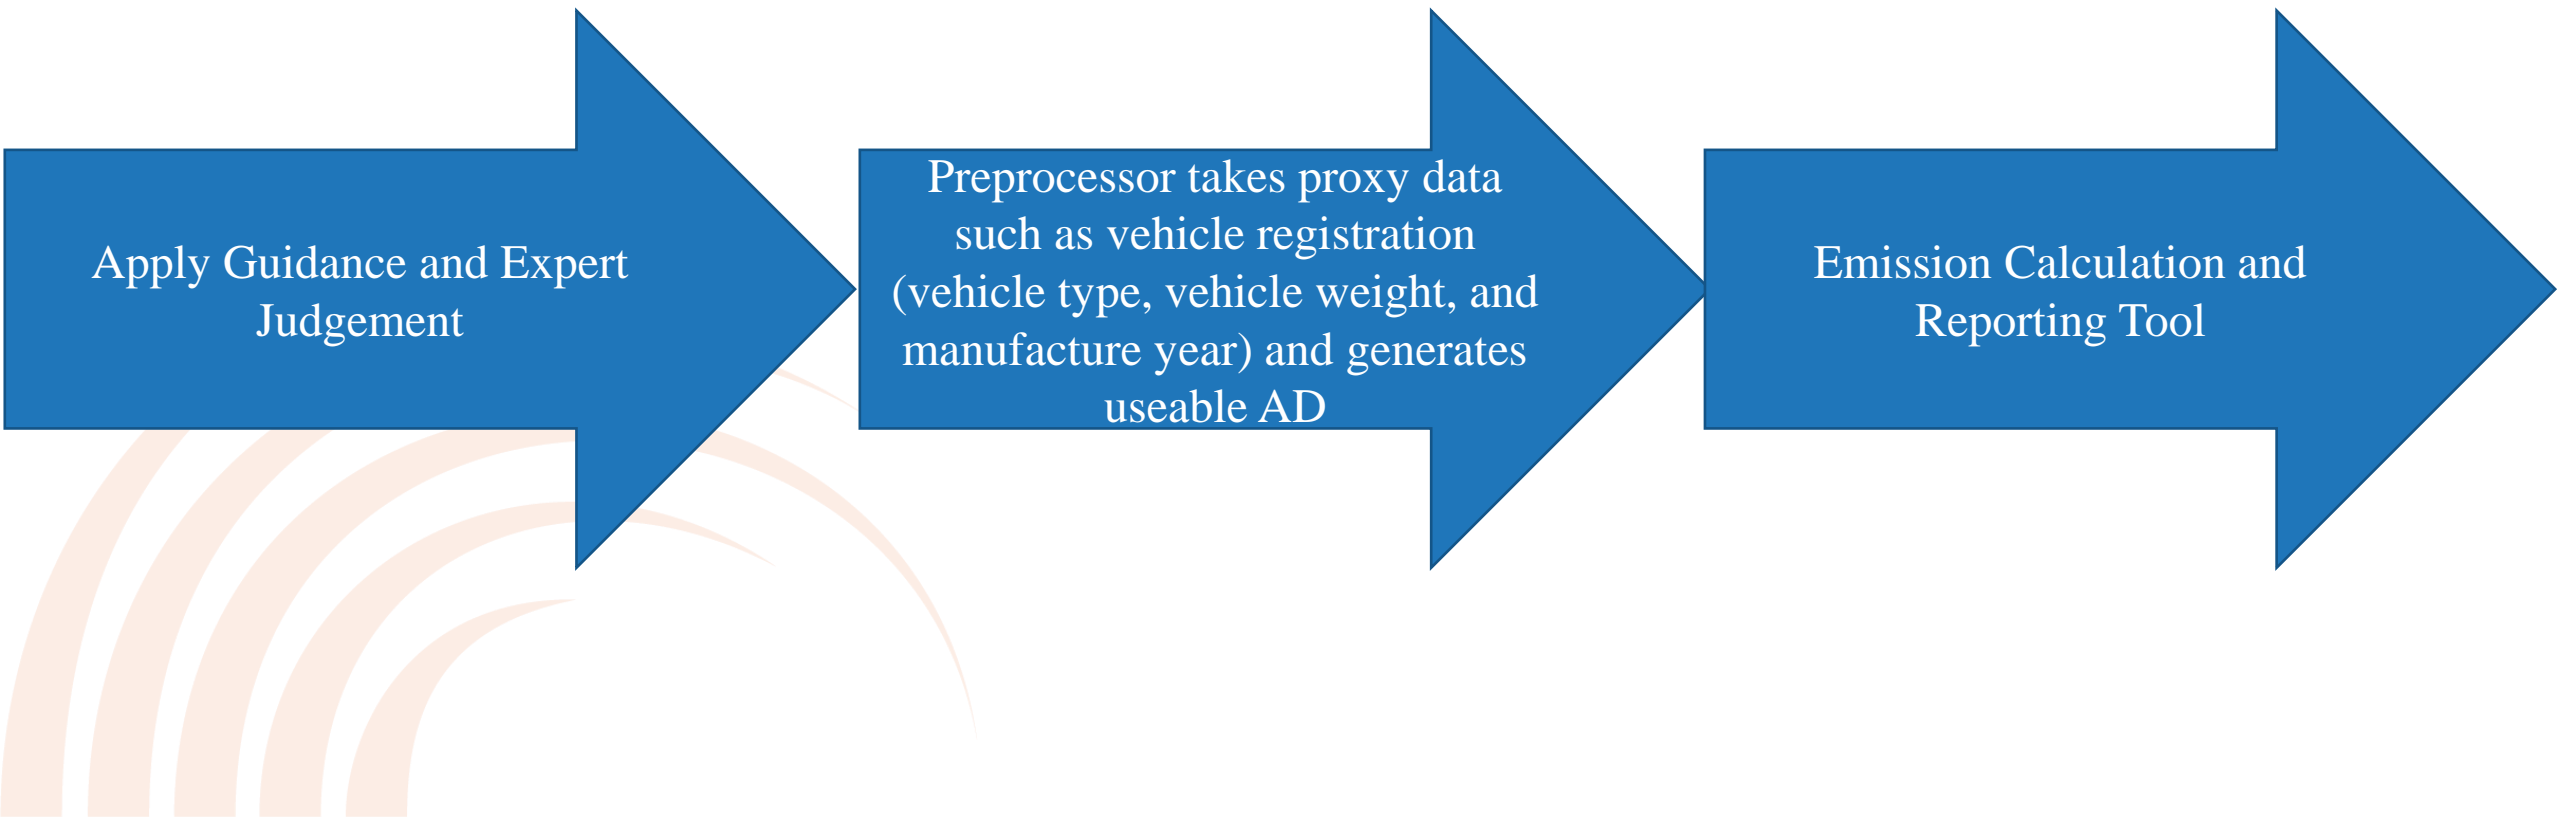 Apply Guidance and Expert
Judgement
Preprocessor takes proxy data
such as vehicle registration
(vehicle type, vehicle weight, and
manufacture year) and generates
useable AD
Emission Calculation and
Reporting Tool